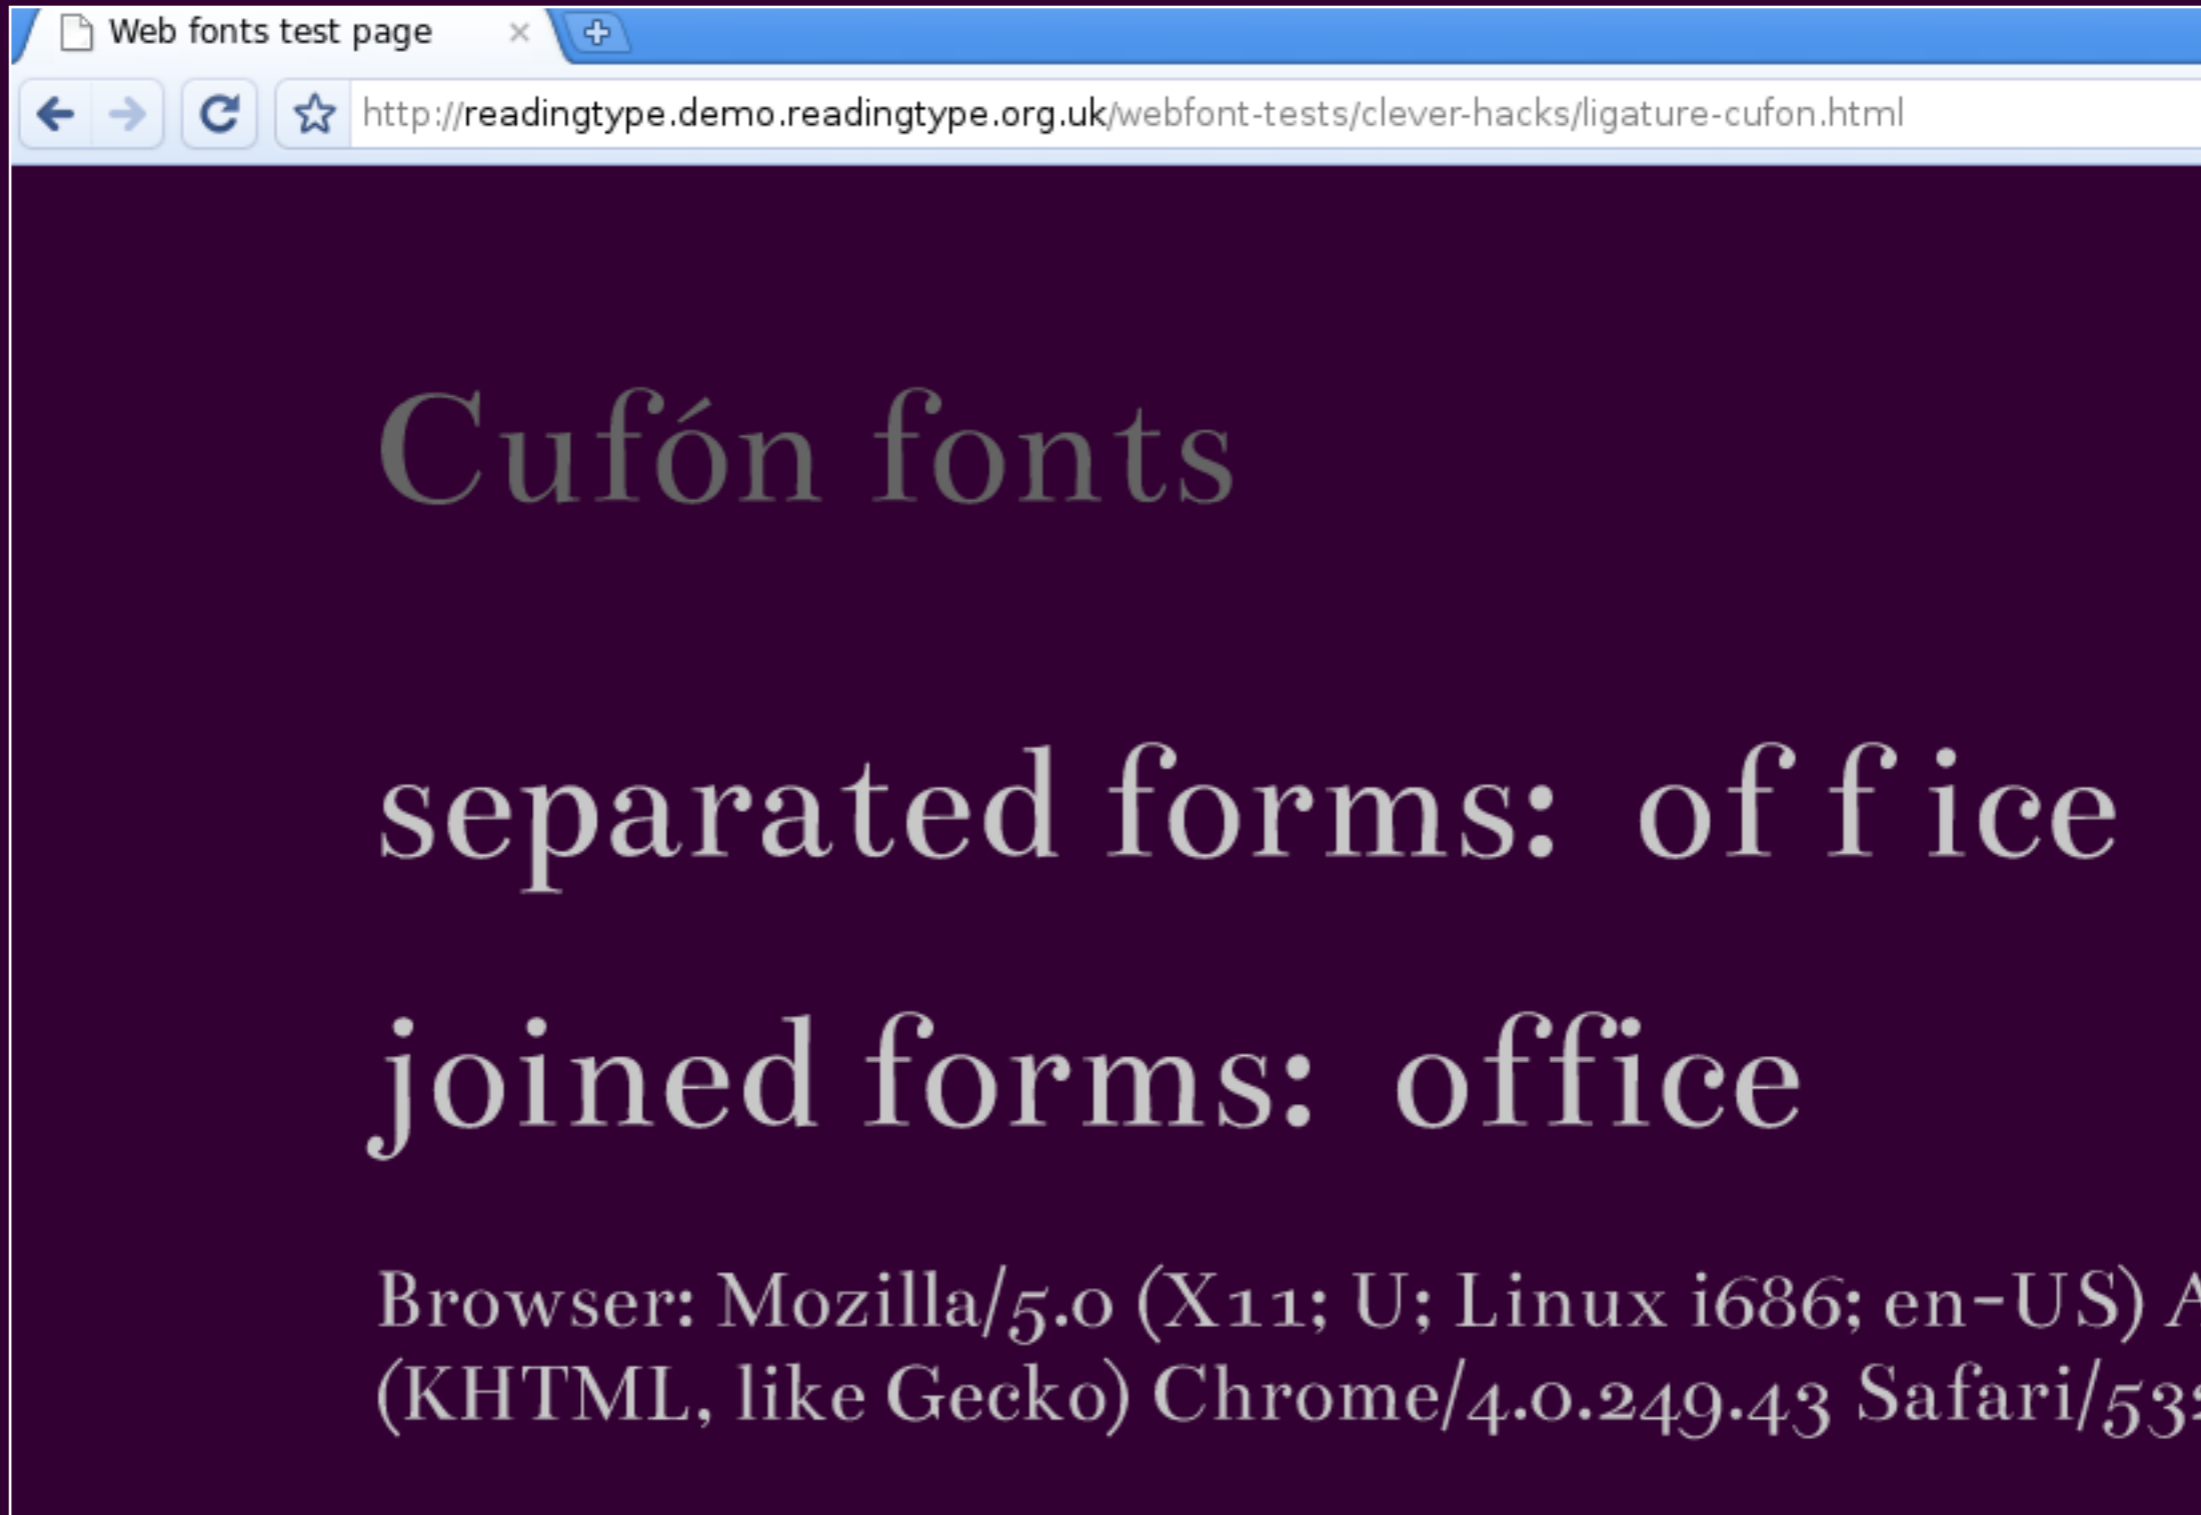 Web fonts test page
http://readingtype.demo.readingtype.org.uk/webfont-tests/clever-hacks/ligature-cufon.html
Cufón fonts
separated forms: of f ice
joined forms: office
Browser: Mozilla/5.0 (X11; U; Linux i686; en-US)
(KHTML, like Gecko) Chrome/4.0.249.43 Safari/